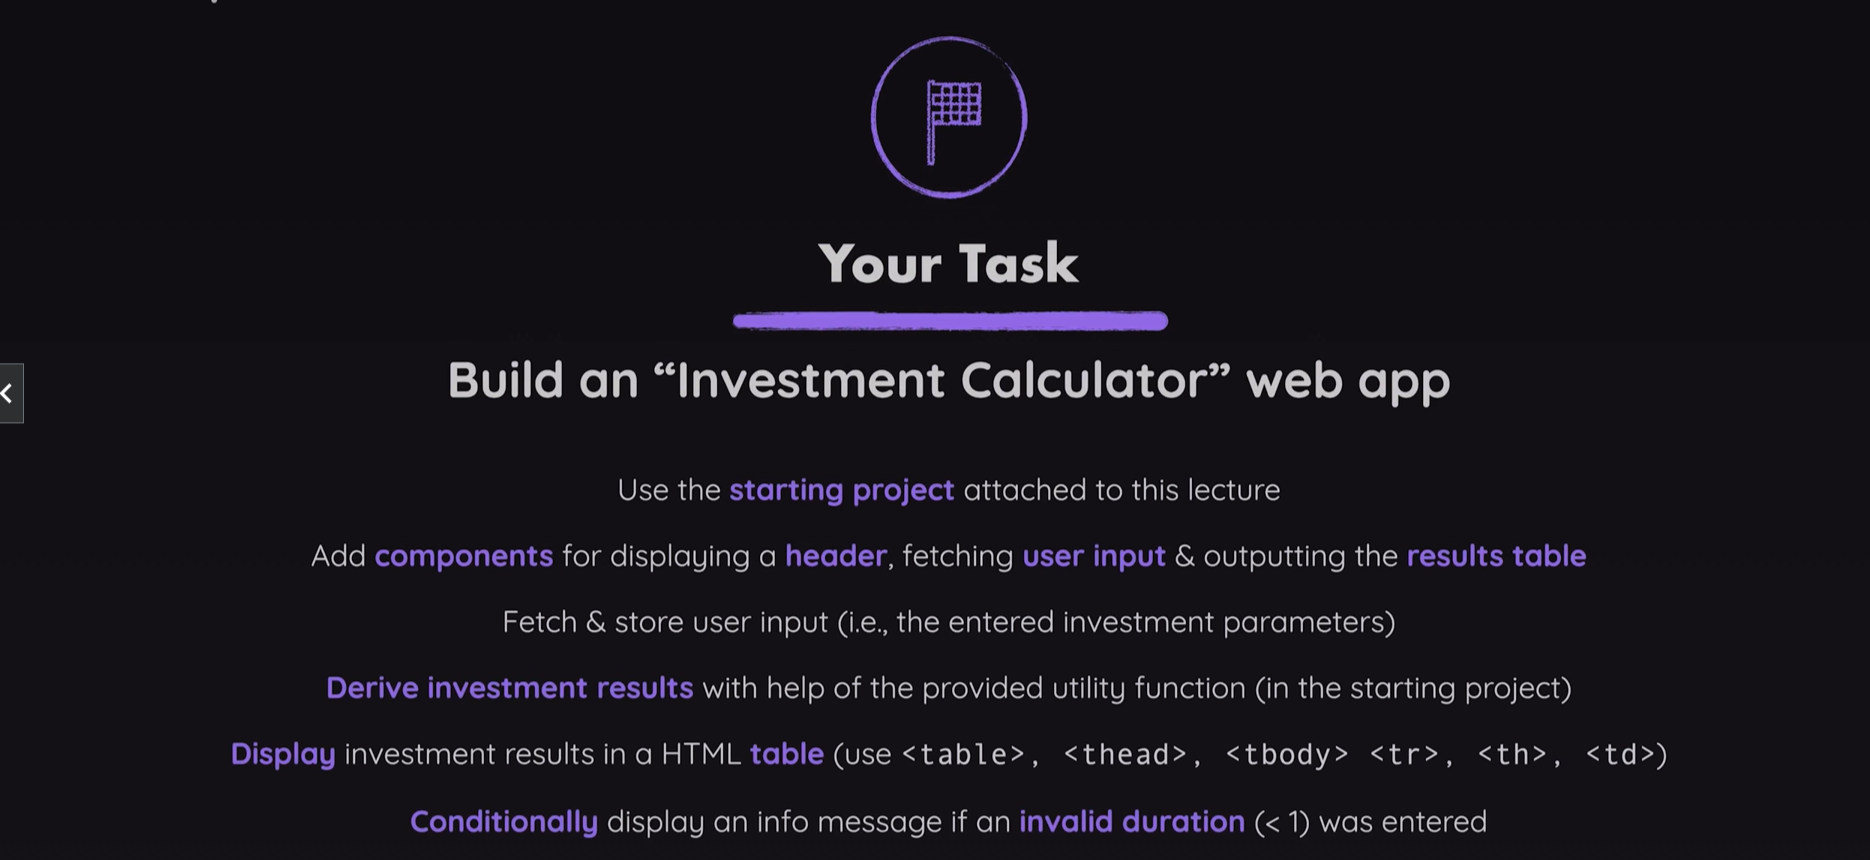 Your Task
Build an “Investment Calculator” web app
Use the starting project attached to this lecture
Add components for displaying a header, fetching user input & outputting the results table
Fetch & store user input (i.e., the entered investment parameters)
Derive investment results with help of the provided utility function (in the starting project)
Display investment results in a HTML table (use <table>, <thead>, <tbody> <tr>, <th>, <td>)
Conditionally display an info message if an invalid duration (< 1) was entered